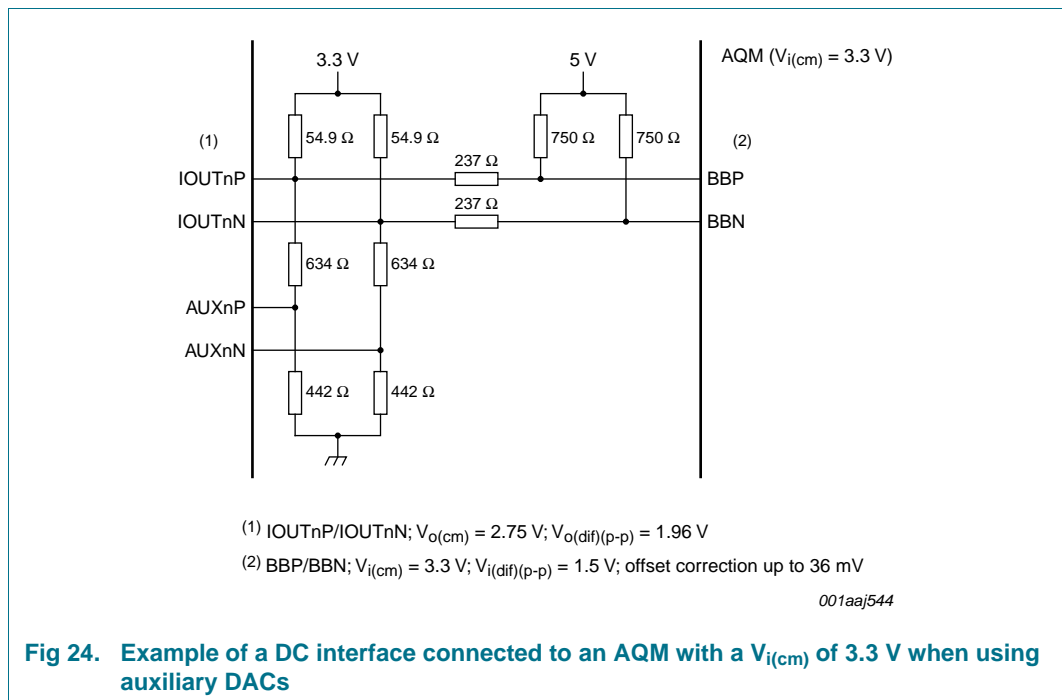 3.3 V
5 V
AQM (Vi(cm) = 3.3 V)
54.9 Ω
54.9 Ω
750 Ω
750 Ω
(1)
(2)
237 Ω
IOUTnP
BBP
237 Ω
IOUTnN
BBN
634 Ω
634 Ω
AUXnP
AUXnN
442 Ω
442 Ω
(1) IOUTnP/IOUTnN; Vo(cm) = 2.75 V; Vo(dif)(p-p) = 1.96 V
(2) BBP/BBN; Vi(cm) = 3.3 V; Vi(dif)(p-p) = 1.5 V; offset correction up to 36 mV
001aaj544
Fig 24. Example of a DC interface connected to an AQM with a Vi(cm) of 3.3 V when using
auxiliary DACs